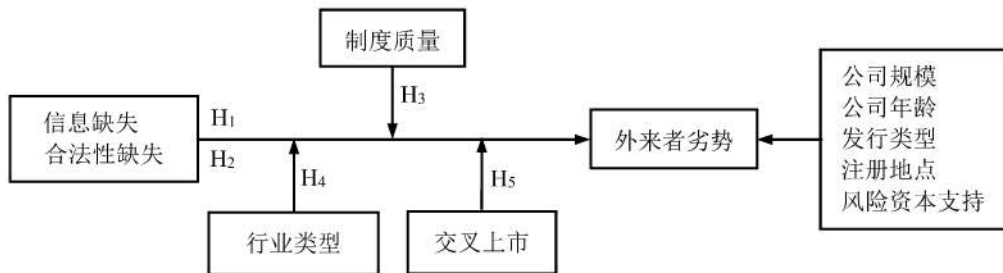 制度质量
H₃
信息缺失
合法性缺失
H₁
H₂
外来者劣势
公司规模
公司年龄
发行类型
注册地点
风险资本支持
H₄
H₅
行业类型
交叉上市